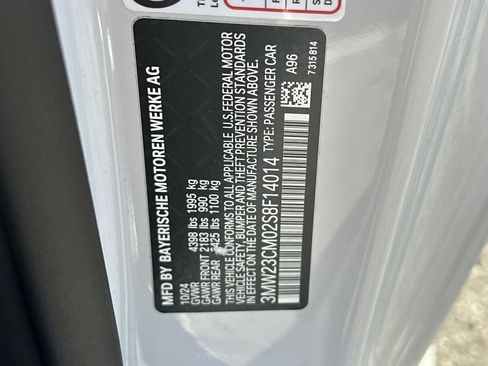 MFD BY BAYERISCHE MOTOREN WERKE AG
10/24
GVWR 4398 lbs 1995 kg
GAWR FRONT 2183 lbs 990 kg
GAWR REAR 2425 lbs 1100 kg
THIS VEHICLE CONFORMS TO ALL APPLICABLE U.S.FEDERAL MOTOR
VEHICLE SAFETY, BUMPER AND THEFT PREVENTION STANDARDS
IN EFFECT ON THE DATE OF MANUFACTURE SHOWN ABOVE.
3MW23CM02S8F14014 TYPE: PASSENGER CAR
A96
7315814